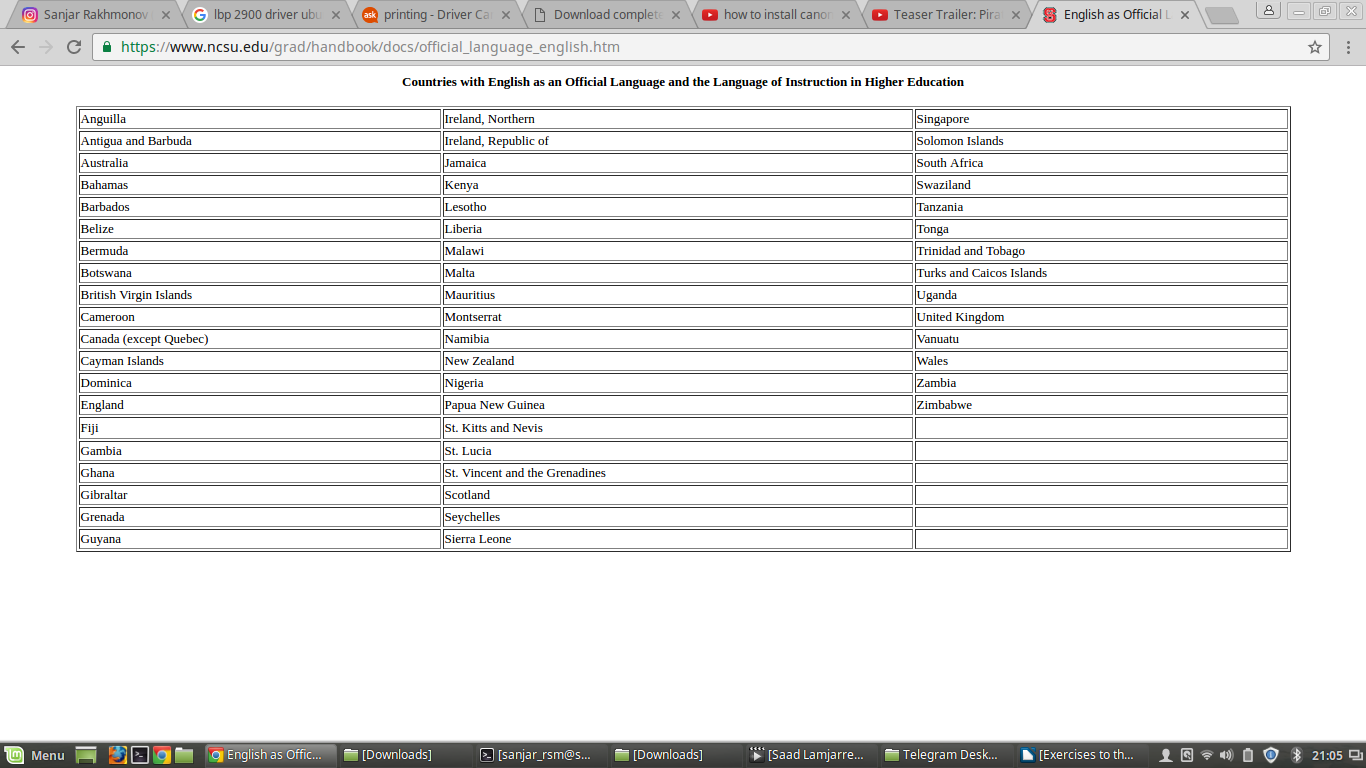 Sanjar Rakhmonov
lbp 2900 driver ubu
printing - Driver Ca
Download complete
how to install canon
Teaser Trailer: Pira
English as Official L
https://www.ncsu.edu/grad/handbook/docs/official_language_english.htm
Countries with English as an Official Language and the Language of Instruction in Higher Education
Anguilla Ireland, Northern Singapore
Antigua and Barbuda Ireland, Republic of Solomon Islands
Australia Jamaica South Africa
Bahamas Kenya Swaziland
Barbados Lesotho Tanzania
Belize Liberia Tonga
Bermuda Malawi Trinidad and Tobago
Botswana Malta Turks and Caicos Islands
British Virgin Islands Mauritius Uganda
Cameroon Montserrat United Kingdom
Canada (except Quebec) Namibia Vanuatu
Cayman Islands New Zealand Wales
Dominica Nigeria Zambia
England Papua New Guinea Zimbabwe
Fiji St. Kitts and Nevis
Gambia St. Lucia
Ghana St. Vincent and the Grenadines
Gibraltar Scotland
Grenada Seychelles
Guyana Sierra Leone
Menu
English as Offic...
[Downloads]
[sanjar_rsm@s...
[Downloads]
[Saad Lamjarre...
Telegram Desk...
[Exercises to th...
21:05